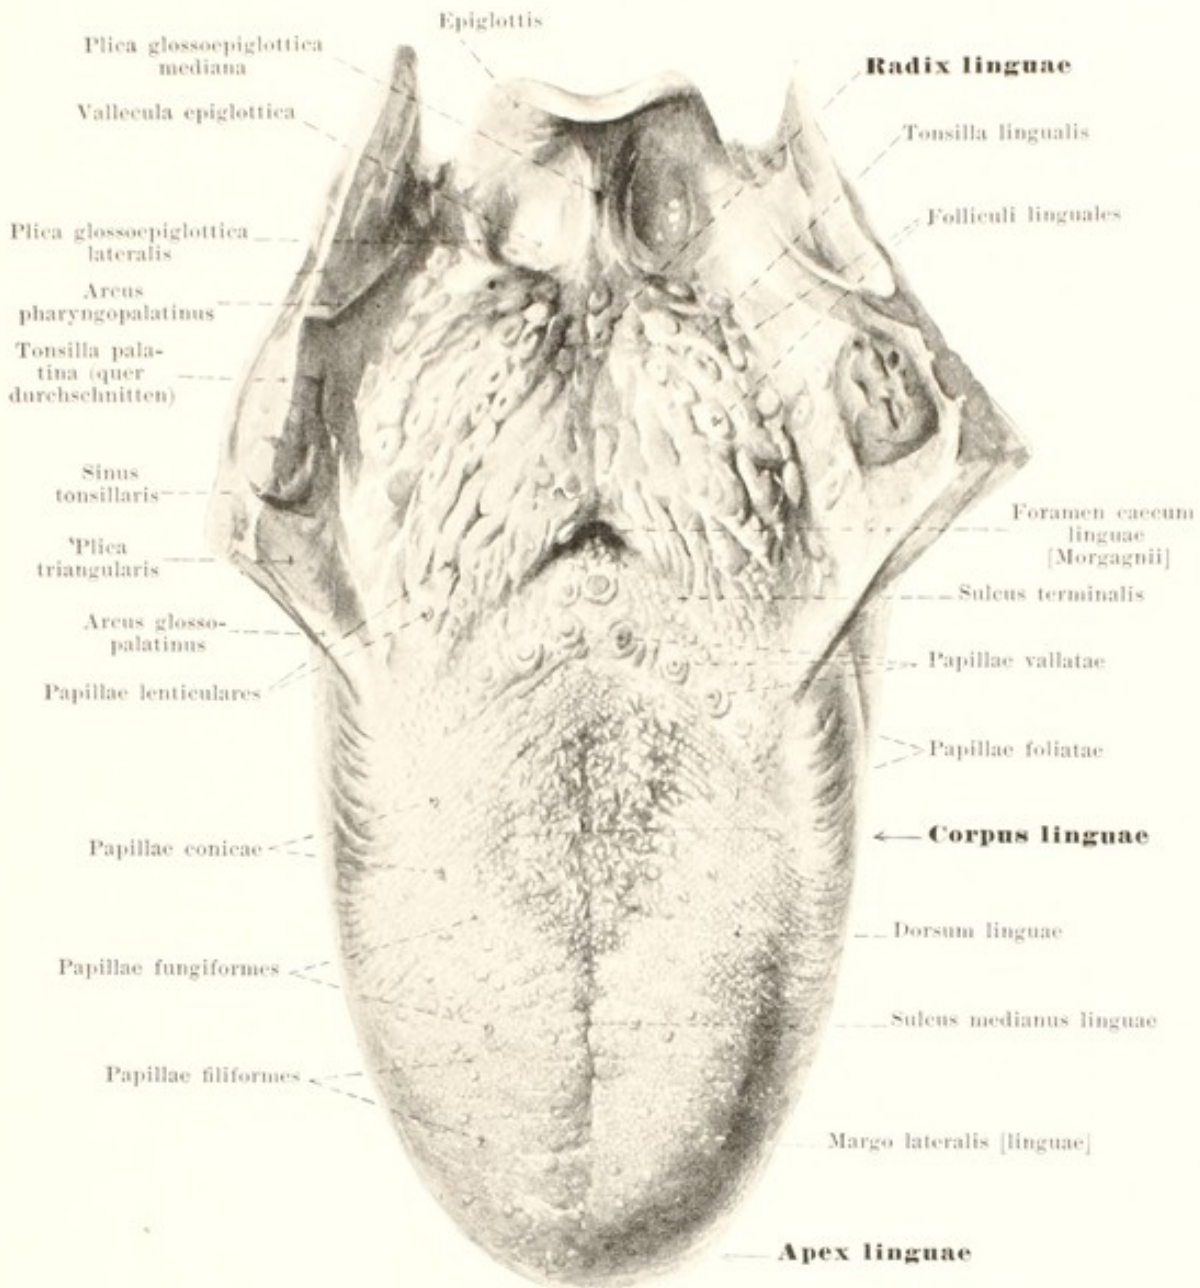 Epiglottis
Plica glossoepiglottica
mediana
Vallecula epiglottica
Plica glossoepiglottica
lateralis
Arcus
pharyngopalatinus
Tonsilla pala-
tina (quer
durchschnitten)
Sinus
tonsillaris
Plica
triangularis
Arcus glosso-
palatinus
Papillae lenticulares
Papillae conicae
Papillae fungiformes
Papillae filiformes
Radix linguae
Tonsilla lingualis
Folliculi linguales
Foramen caecum
linguae
[Morgagnii]
Sulcus terminalis
Papillae vallatae
Papillae foliatae
Corpus linguae
Dorsum linguae
Sulcus medianus linguae
Margo lateralis [linguae]
Apex linguae